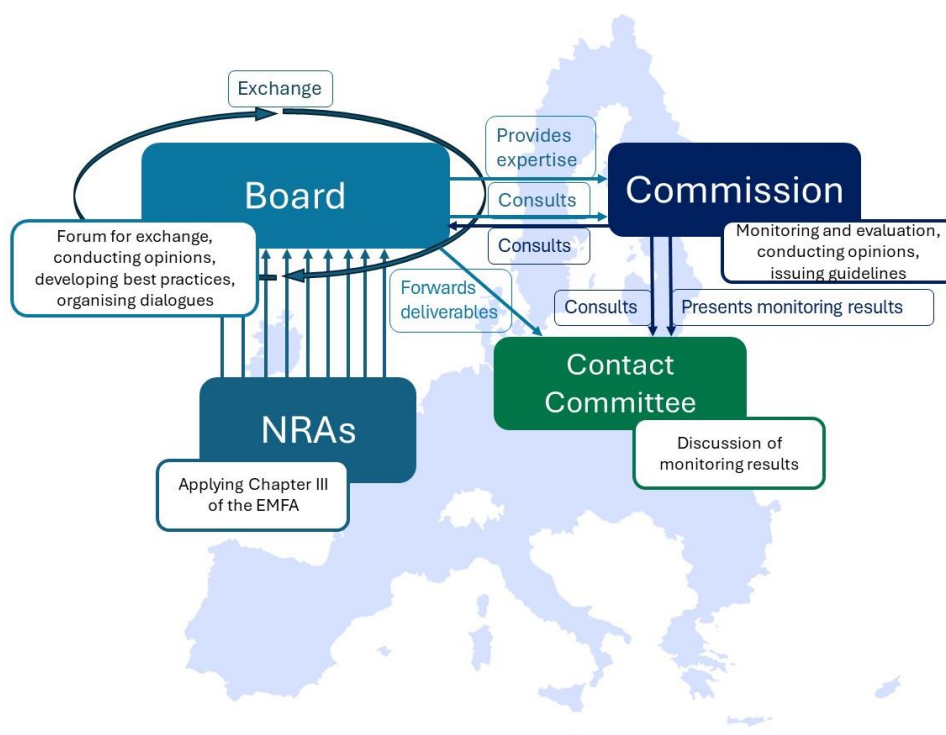 Exchange
Provides
expertise
Board
Commission
Consults
Consults
Forum for exchange,
conducting opinions,
developing best practices,
organising dialogues
Monitoring and evaluation,
conducting opinions,
issuing guidelines
Forwards
deliverables
Consults
Presents monitoring results
Contact
Committee
NRAs
Discussion of
monitoring results
Applying Chapter III
of the EMFA